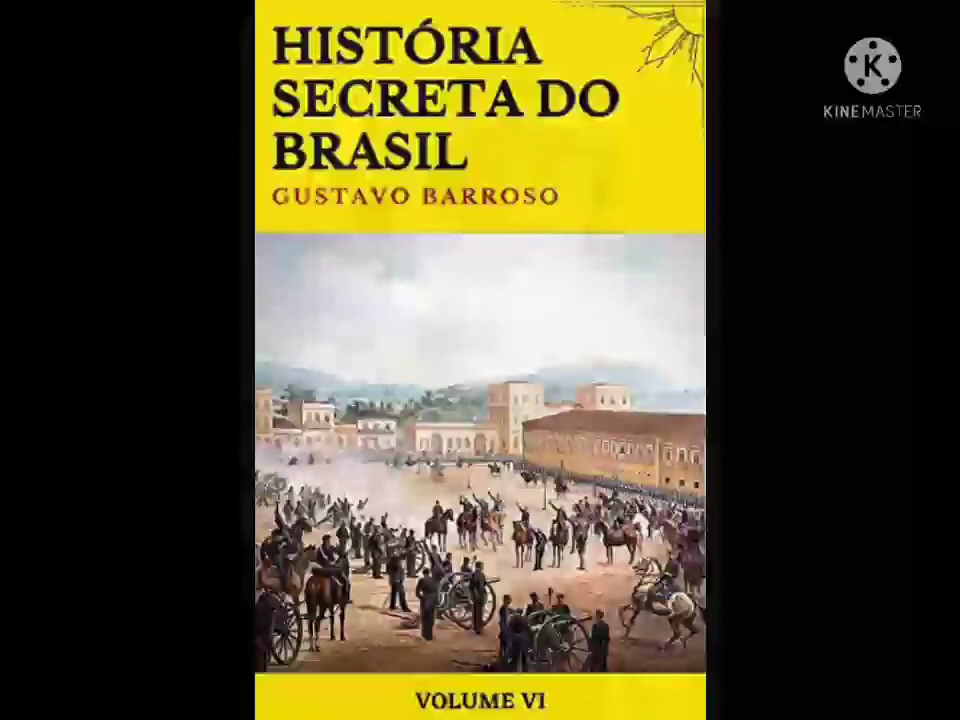 HISTÓRIA
SECRETA DO
BRASIL
GUSTAVO BARROSO
VOLUME VI
KINEMASTER